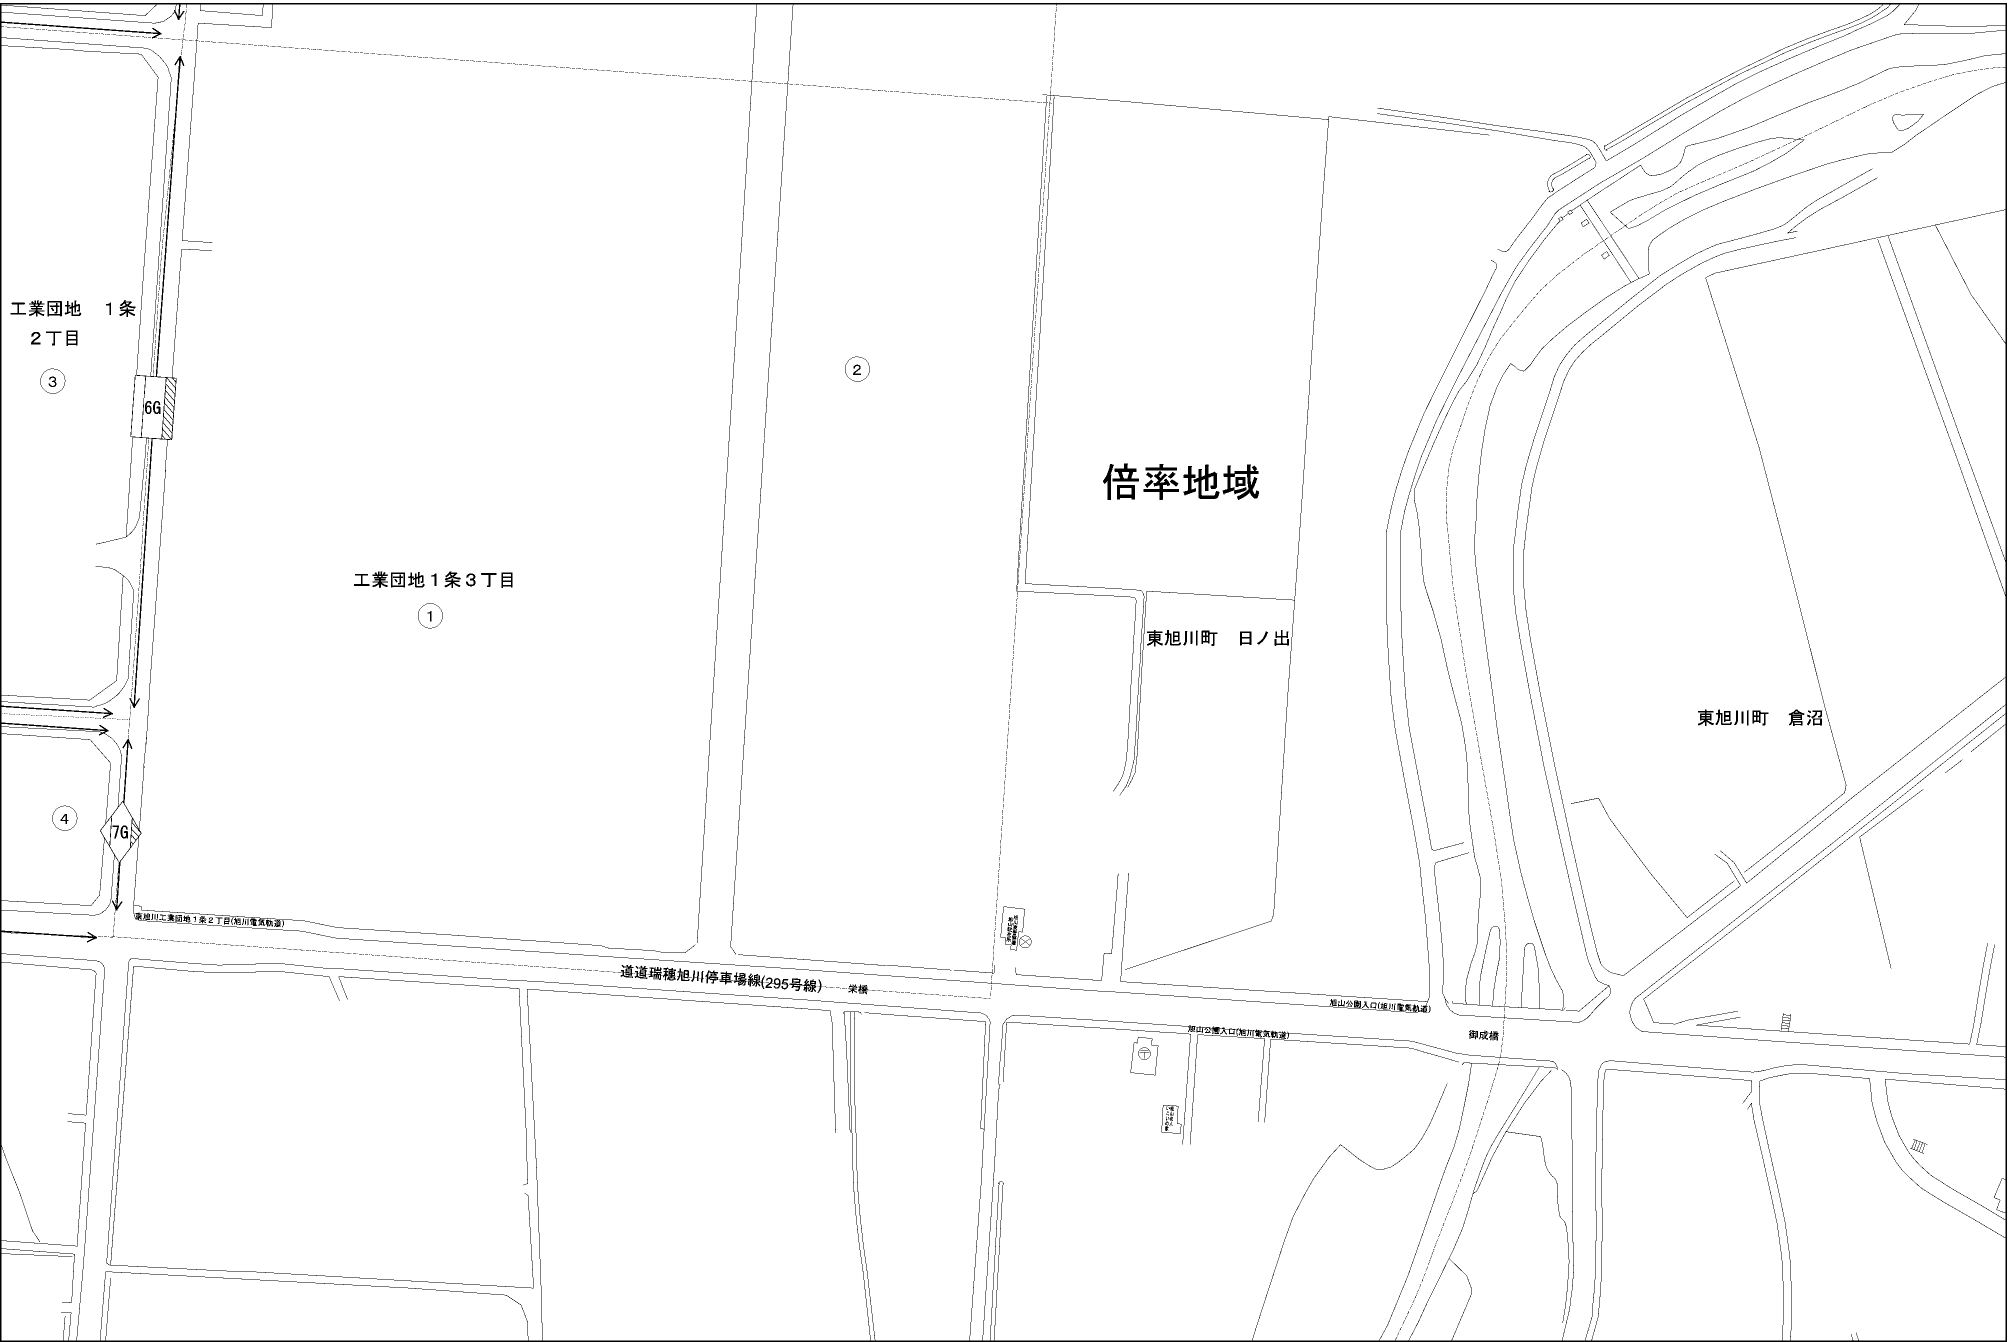 工業団地　１条
２丁目
3
6G
2
倍率地域
工業団地１条３丁目
1
東旭川町　日ノ出
東旭川町　倉沼
4
7G
東旭川工業団地１条２丁目(旭川電気軌道)
道道瑞穂旭川停車場線(295号線)
栄橋
旭山公園入口(旭川電気軌道)
旭山公園入口(旭川電気軌道)
御成橋